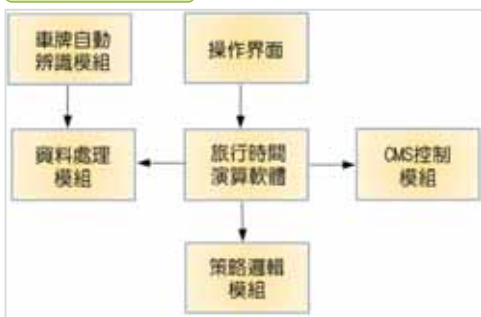 車牌自動
辨識模組
操作界面
資料處理
模組
旅行時間
演算軟體
CMS控制
模組
策略邏輯
模組